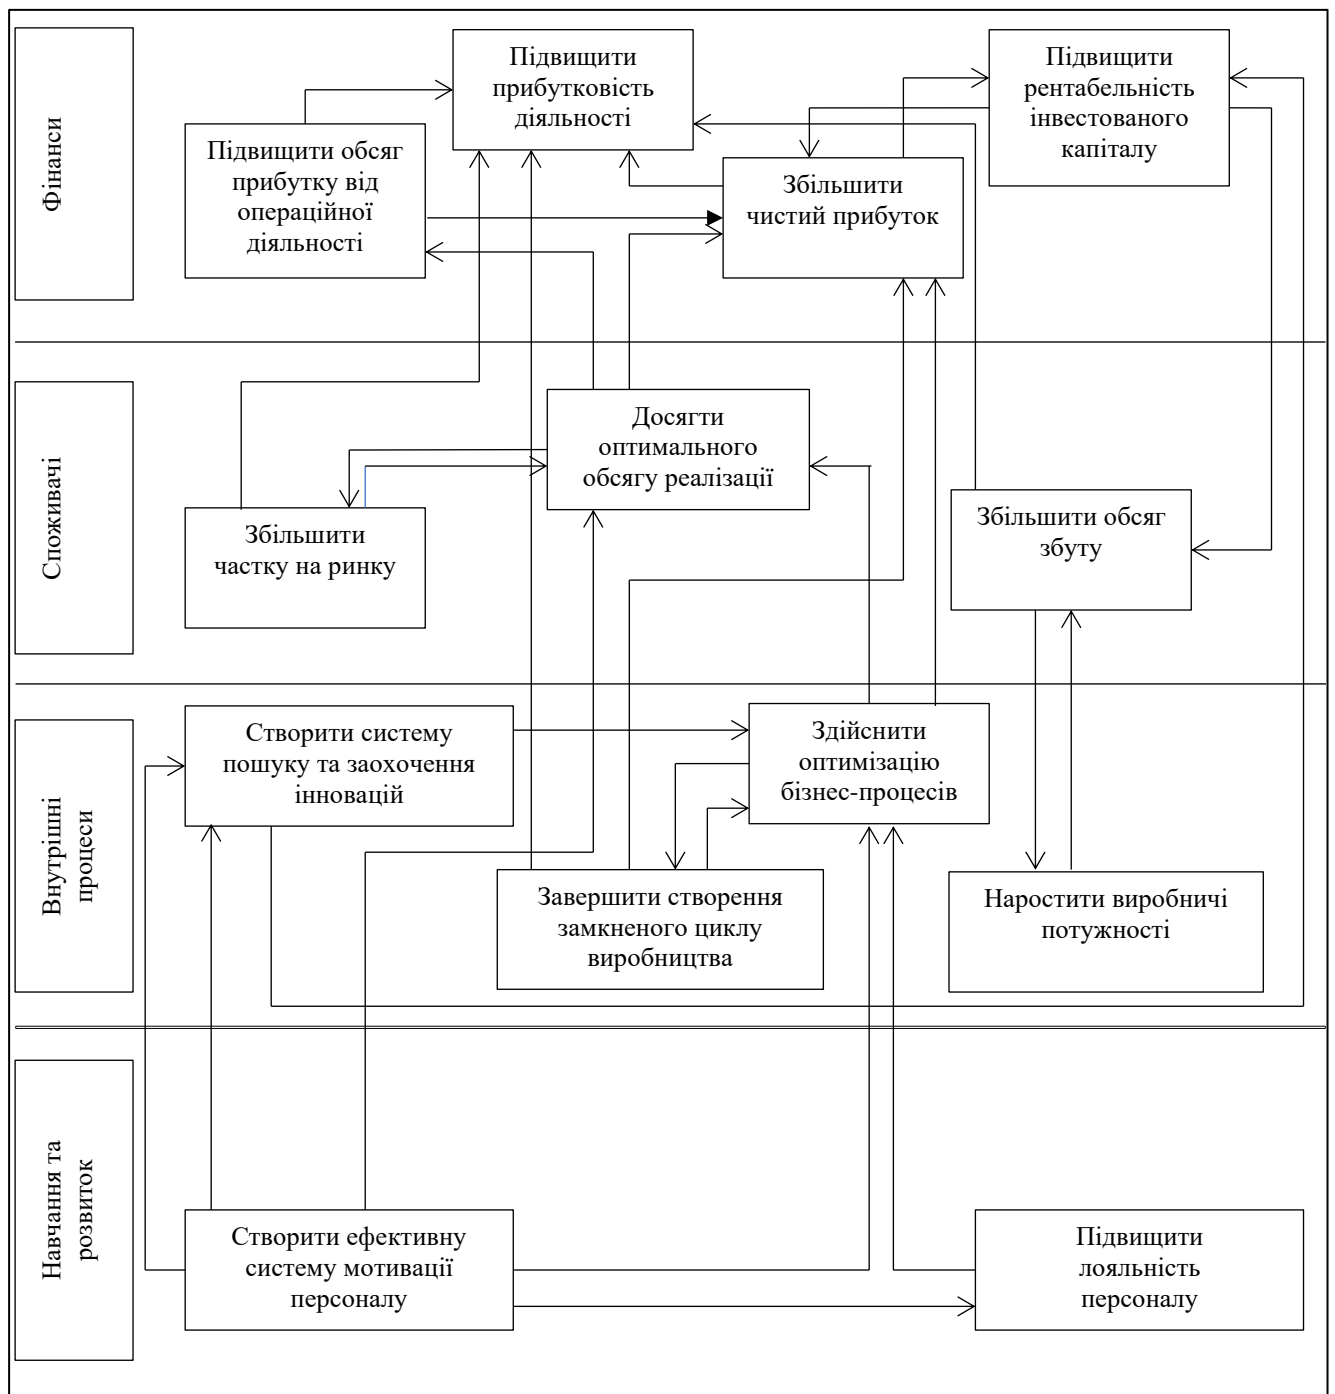 Фінанси
Підвищити
прибутковість
діяльності
Підвищити
рентабельність
інвестованого
капіталу
Підвищити обсяг
прибутку від
операційної
діяльності
Збільшити
чистий прибуток
Споживачі
Досягти
оптимального
обсягу реалізації
Збільшити
частку на ринку
Збільшити обсяг
збуту
Внутрішні
процеси
Створити систему
пошуку та заохочення
інновацій
Здійснити
оптимізацію
бізнес-процесів
Завершити створення
замкненого циклу
виробництва
Наростити виробничі
потужності
Навчання та
розвиток
Створити ефективну
систему мотивації
персоналу
Підвищити
лояльність
персоналу